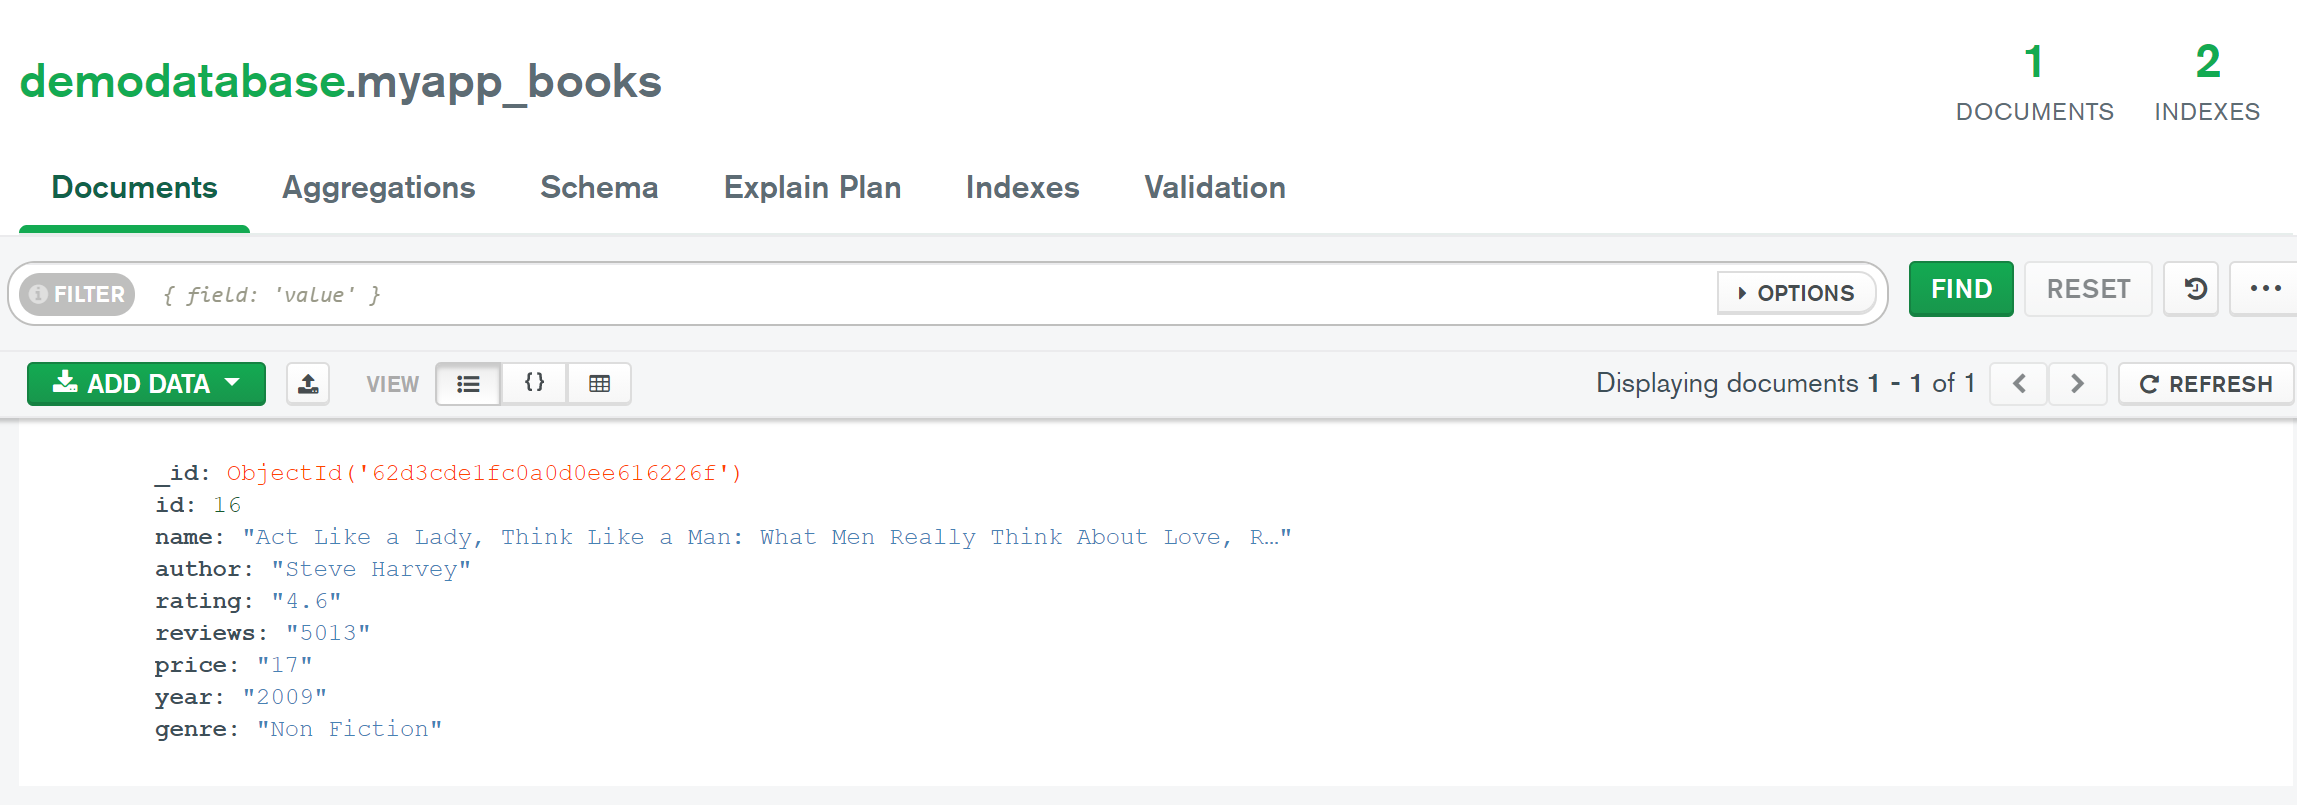 demodatabase.myapp_books
1 DOCUMENTS
2 INDEXES
Documents Aggregations Schema Explain Plan Indexes Validation
FILTER { field: 'value' } OPTIONS FIND RESET
ADD DATA VIEW {} Displaying documents 1 - 1 of 1 REFRESH
_id: ObjectId('62d3cde1fc0a0d0ee616226f')
id: 16
name: "Act Like a Lady, Think Like a Man: What Men Really Think About Love, R…"
author: "Steve Harvey"
rating: "4.6"
reviews: "5013"
price: "17"
year: "2009"
genre: "Non Fiction"